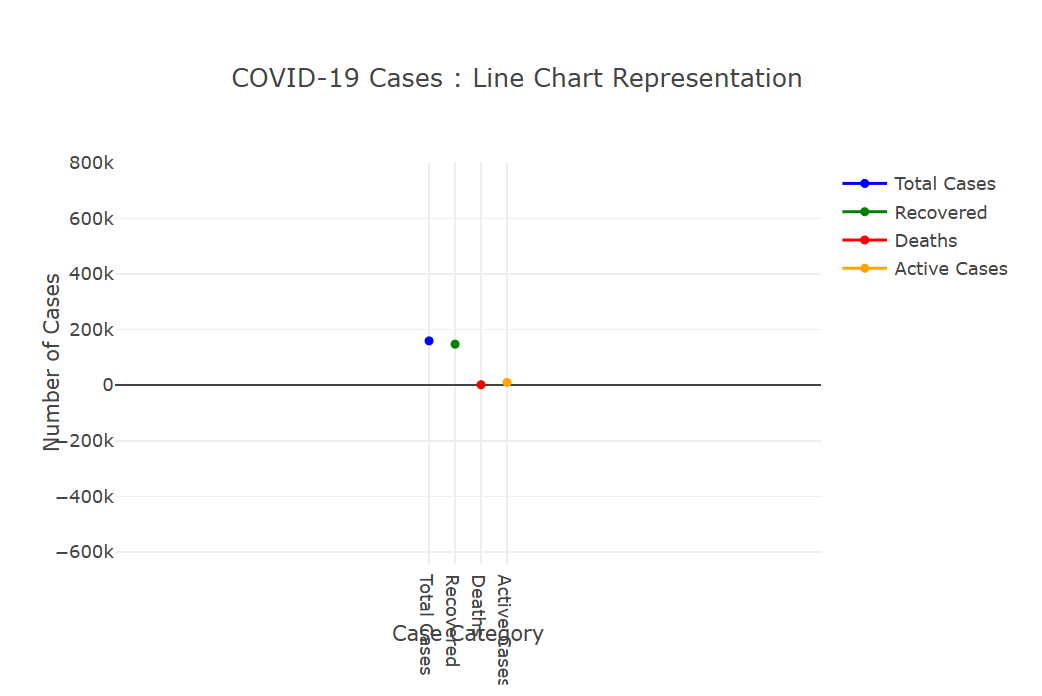 COVID-19 Cases : Line Chart Representation
800k
600k
400k
200k
0
−200k
−400k
−600k
Number of Cases
Total Cases
Recovered
Deaths
Active Cases
Case Category
Total Cases
Recovered
Deaths
Active Cases